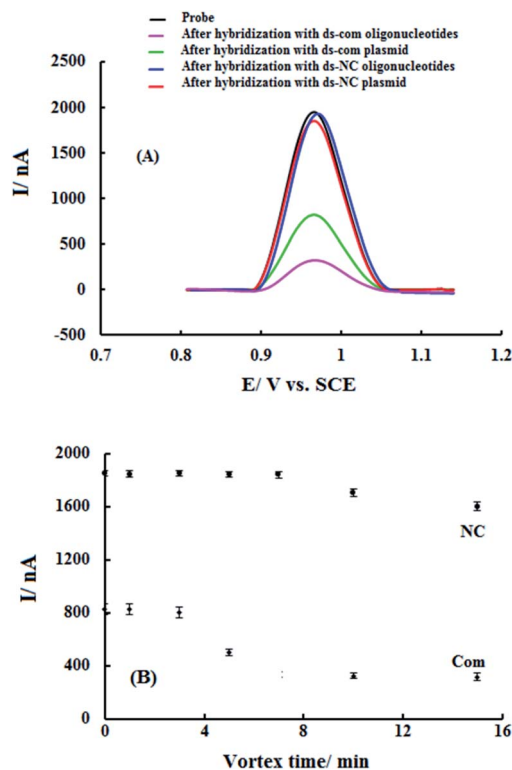 Probe
After hybridization with ds-com oligonucleotides
After hybridization with ds-com plasmid
After hybridization with ds-NC oligonucleotides
After hybridization with ds-NC plasmid
2500
2000
1500
1000
500
0
-500
I/ nA
(A)
0.7 0.8 0.9 1 1.1 1.2
E/ V vs. SCE
2000
1600
1200
800
400
0
I/ nA
NC
Com
(B)
0 4 8 12 16
Vortex time/ min